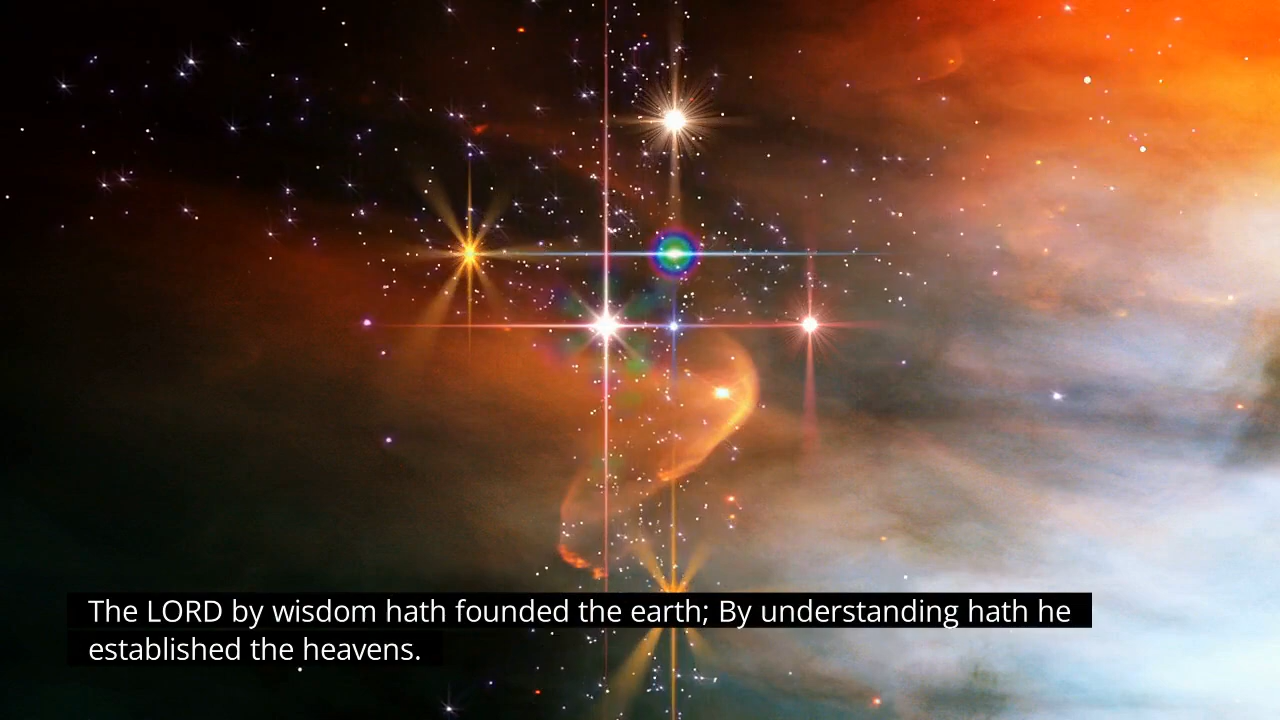 The LORD by wisdom hath founded the earth; By understanding hath he
established the heavens.